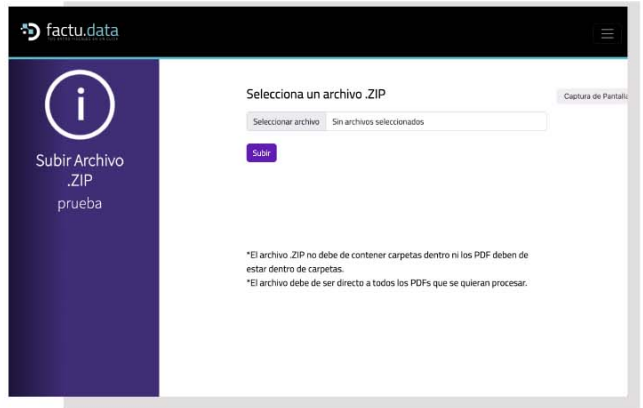 factu.data
Subir Archivo
.ZIP
prueba
Selecciona un archivo .ZIP
Captura de Pantalla
Seleccionar archivo Sin archivos seleccionados
Subir
*El archivo .ZIP no debe de contener carpetas dentro ni los PDF deben de
estar dentro de carpetas.
*El archivo debe de ser directo a todos los PDFs que se quieran procesar.